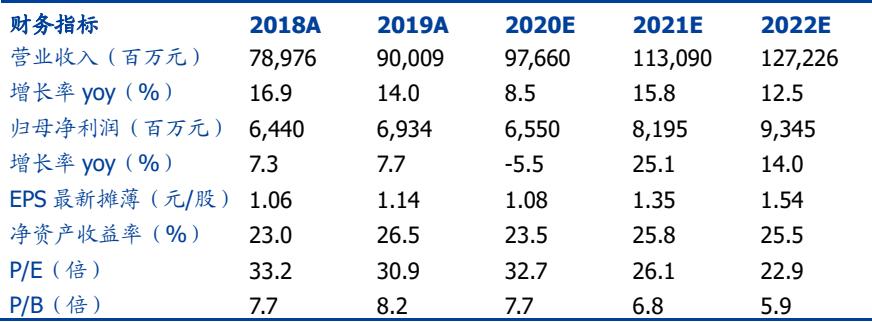 财务指标 2018A 2019A 2020E 2021E 2022E
营业收入（百万元） 78,976 90,009 97,660 113,090 127,226
增长率 yoy（%） 16.9 14.0 8.5 15.8 12.5
归母净利润（百万元） 6,440 6,934 6,550 8,195 9,345
增长率 yoy（%） 7.3 7.7 -5.5 25.1 14.0
EPS 最新摊薄（元/股） 1.06 1.14 1.08 1.35 1.54
净资产收益率（%） 23.0 26.5 23.5 25.8 25.5
P/E（倍） 33.2 30.9 32.7 26.1 22.9
P/B（倍） 7.7 8.2 7.7 6.8 5.9